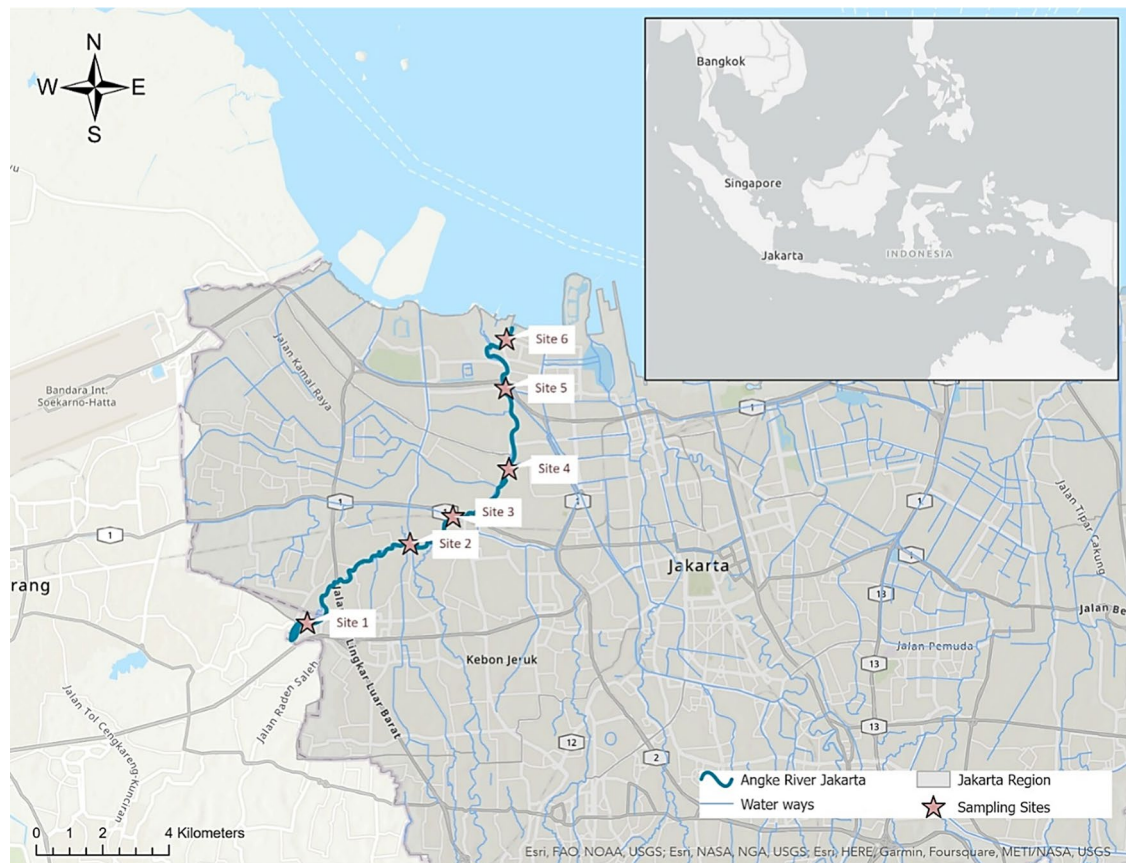 N
W E
S
Bangkok
Singapore
Jakarta
INDONESIA
Site 6
Jalan Kamal Raya
Bandara Int.
Soekarno-Hatta
Site 5
1
Site 4
1
1
Jalan Tipar Cakung
Site 3
1
1
Site 2
Jakarta
rang
13
Jalan Be
Site 1
Jalan
Lingkar Luar Barat
Kebon Jeruk
Jalan Pemuda
13
Jalan Raden Saleh
Jalan Tol Cengkareng-Kunciran
12
2
13
Angke River Jakarta
Jakarta Region
Water ways
Sampling Sites
0 1 2 4 Kilometers
Esri, FAO, NOAA, USGS; Esri, NASA, NGA, USGS; Esri, HERE, Garmin, Foursquare, METI/NASA, USGS